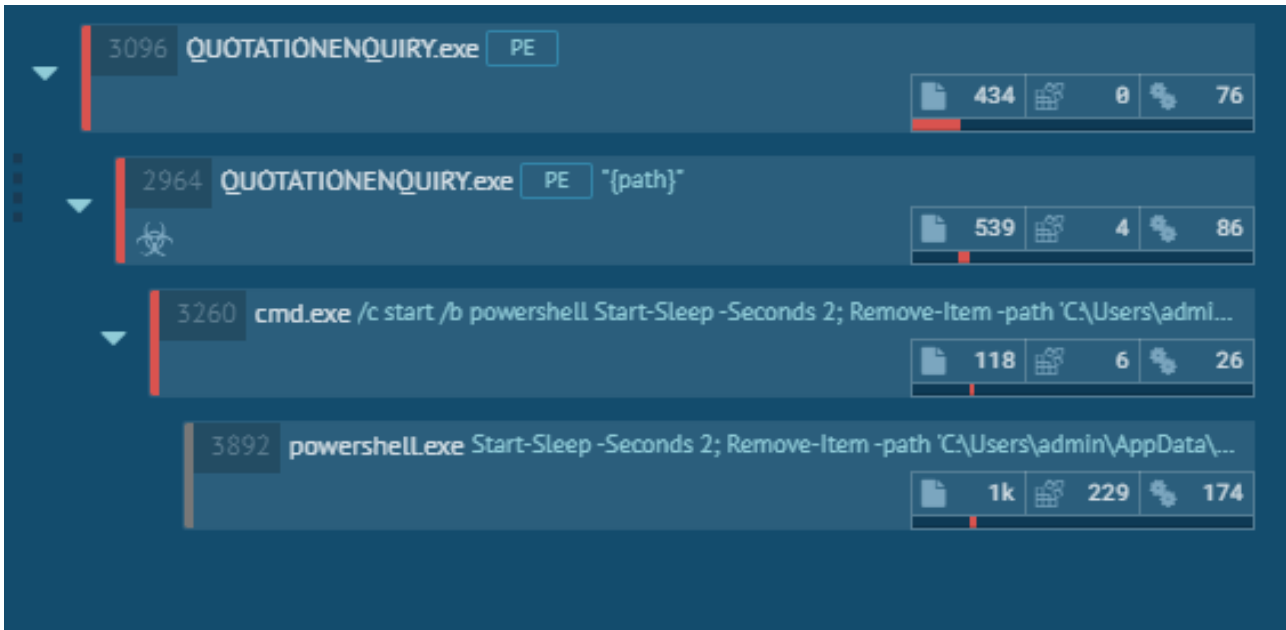 3096 QUOTATIONENQUIRY.exe PE
434 0 76
2964 QUOTATIONENQUIRY.exe PE "{path}"
539 4 86
3260 cmd.exe /c start /b powershell Start-Sleep -Seconds 2; Remove-Item -path 'C:\Users\admi...
118 6 26
3892 powershell.exe Start-Sleep -Seconds 2; Remove-Item -path 'C:\Users\admin\AppData\...
1k 229 174